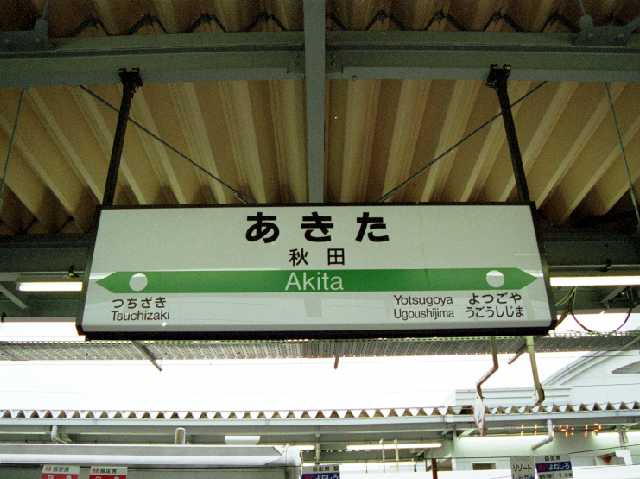 あきた
秋田
Akita
つちざき
Tsuchizaki
Yotsugoya よつごや
Ugoushijima うごうしじま